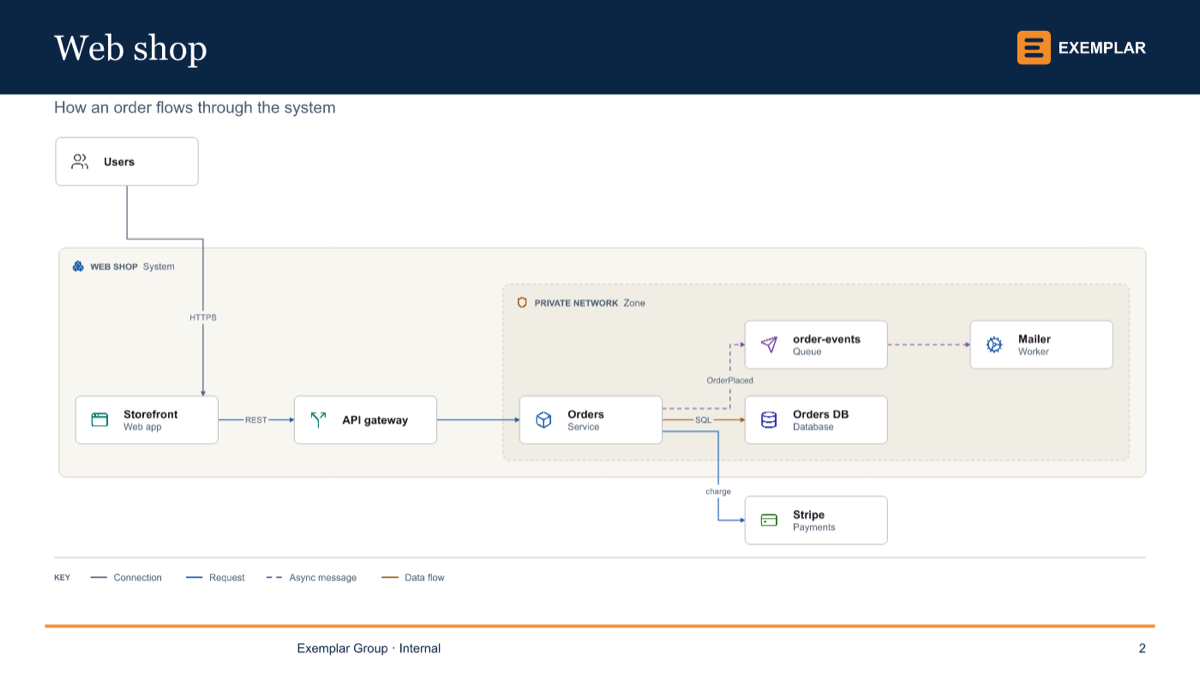 Web shop
EXEMPLAR
How an order flows through the system
Users
WEB SHOP System
HTTPS
PRIVATE NETWORK Zone
order-events
Queue
Mailer
Worker
OrderPlaced
Storefront
Web app
REST
API gateway
Orders
Service
SQL
Orders DB
Database
charge
Stripe
Payments
KEY Connection Request Async message Data flow
Exemplar Group · Internal
2